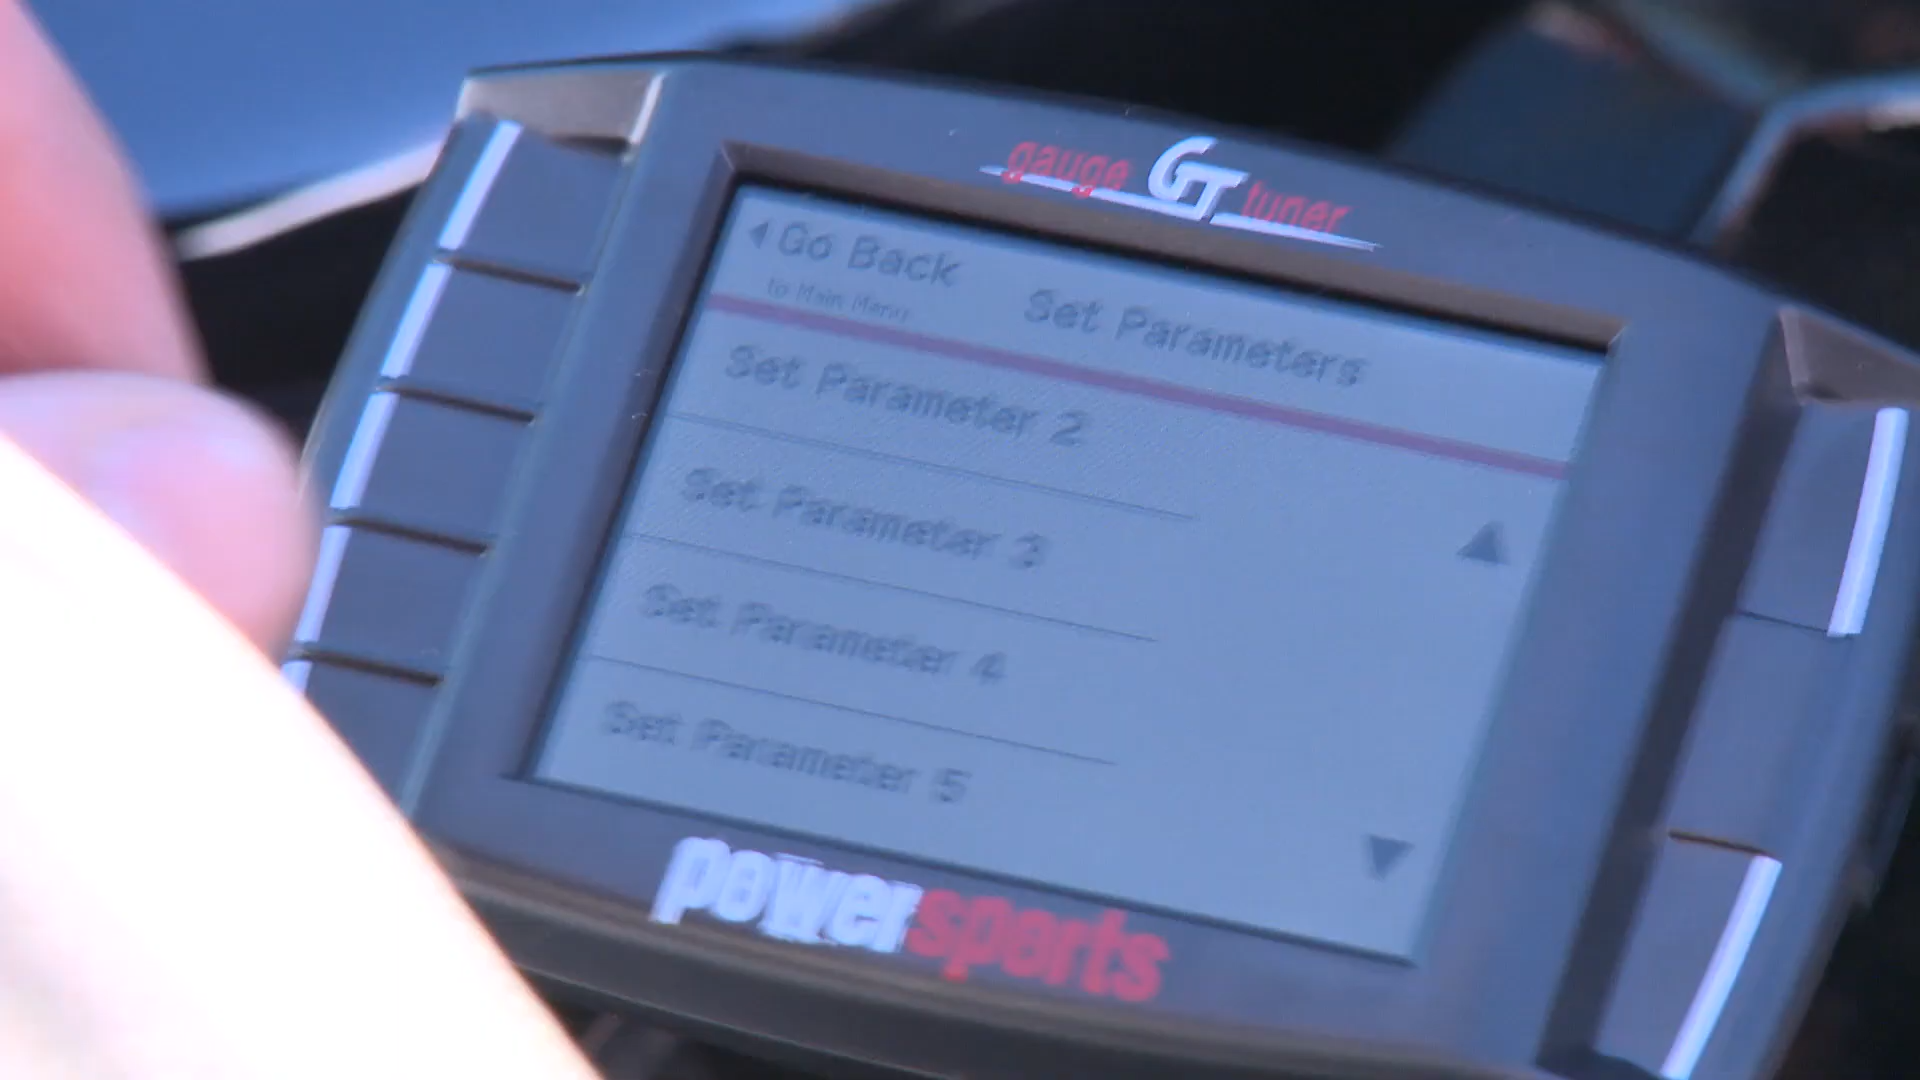 gauge GT tuner
Go Back
to Main Menu
Set Parameters
Set Parameter 2
Set Parameter 3
Set Parameter 4
Set Parameter 5
powersports